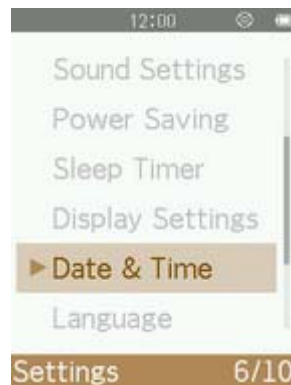 12:00
Sound Settings
Power Saving
Sleep Timer
Display Settings
Date & Time
Language
Settings 6/10